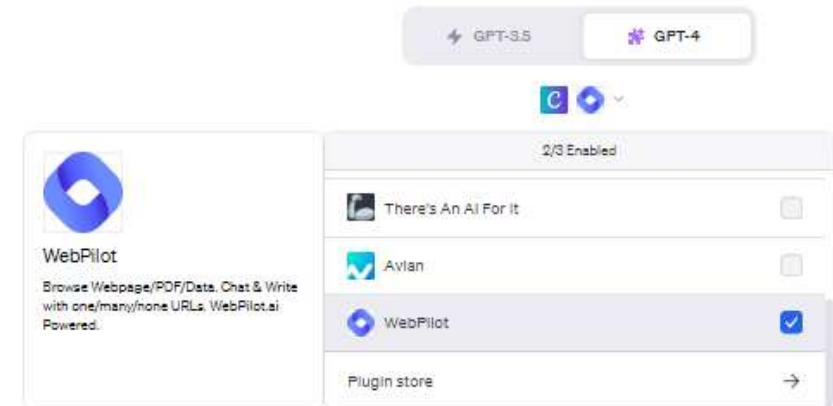 GPT-3.5
GPT-4
C
2/3 Enabled
WebPilot
Browse Webpage/PDF/Data. Chat & Write
with one/many/none URLs. WebPilot.ai
Powered.
There's An AI For It
Avian
WebPilot
Plugin store